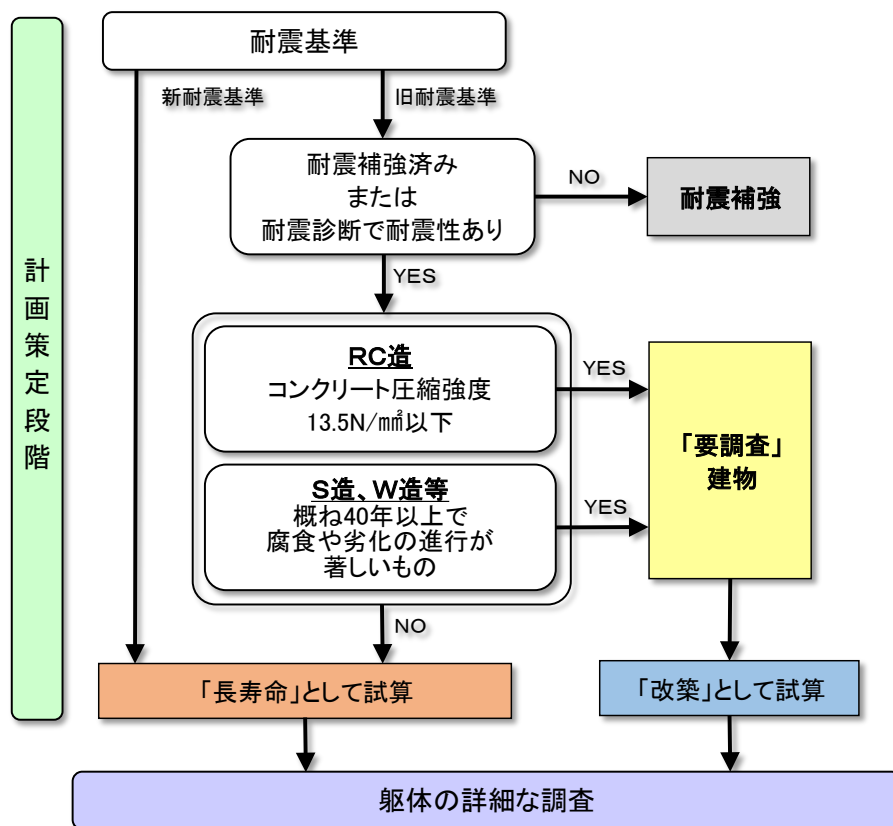 計画策定段階
耐震基準
新耐震基準
旧耐震基準
耐震補強済み
または
耐震診断で耐震性あり
NO
耐震補強
YES
RC造
コンクリート圧縮強度
13.5N/㎟以下
YES
S造、W造等
概ね40年以上で
腐食や劣化の進行が
著しいもの
YES
「要調査」
建物
NO
「長寿命」として試算
「改築」として試算
躯体の詳細な調査